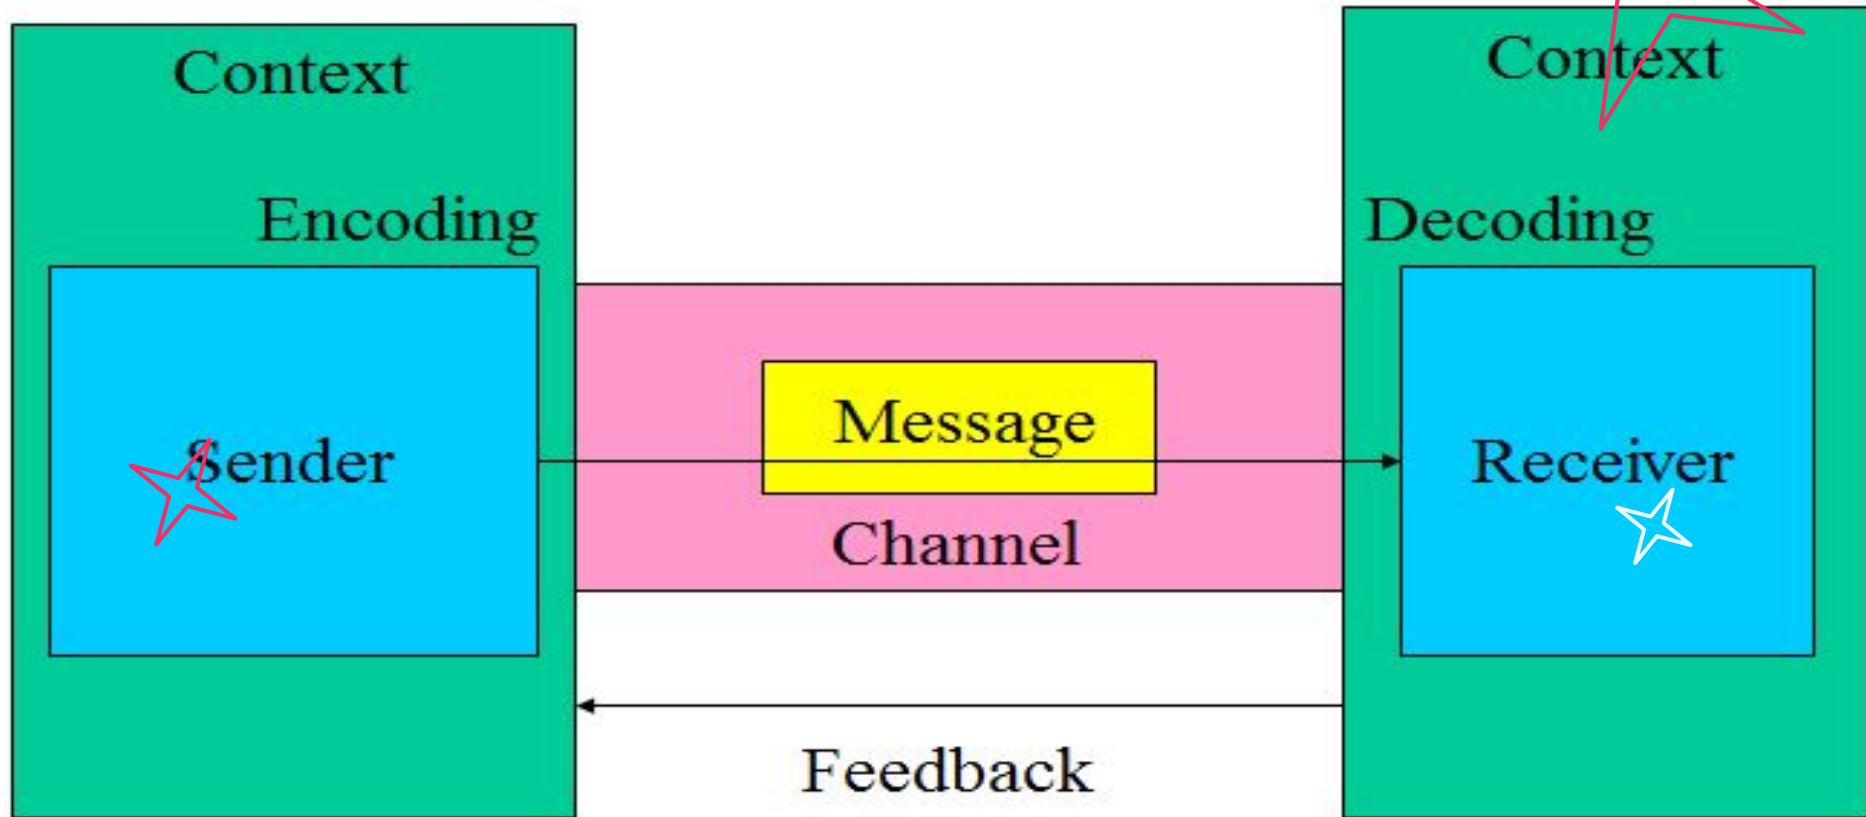 Context
Context
Encoding
Decoding
Message
Sender
Receiver
Channel
Feedback